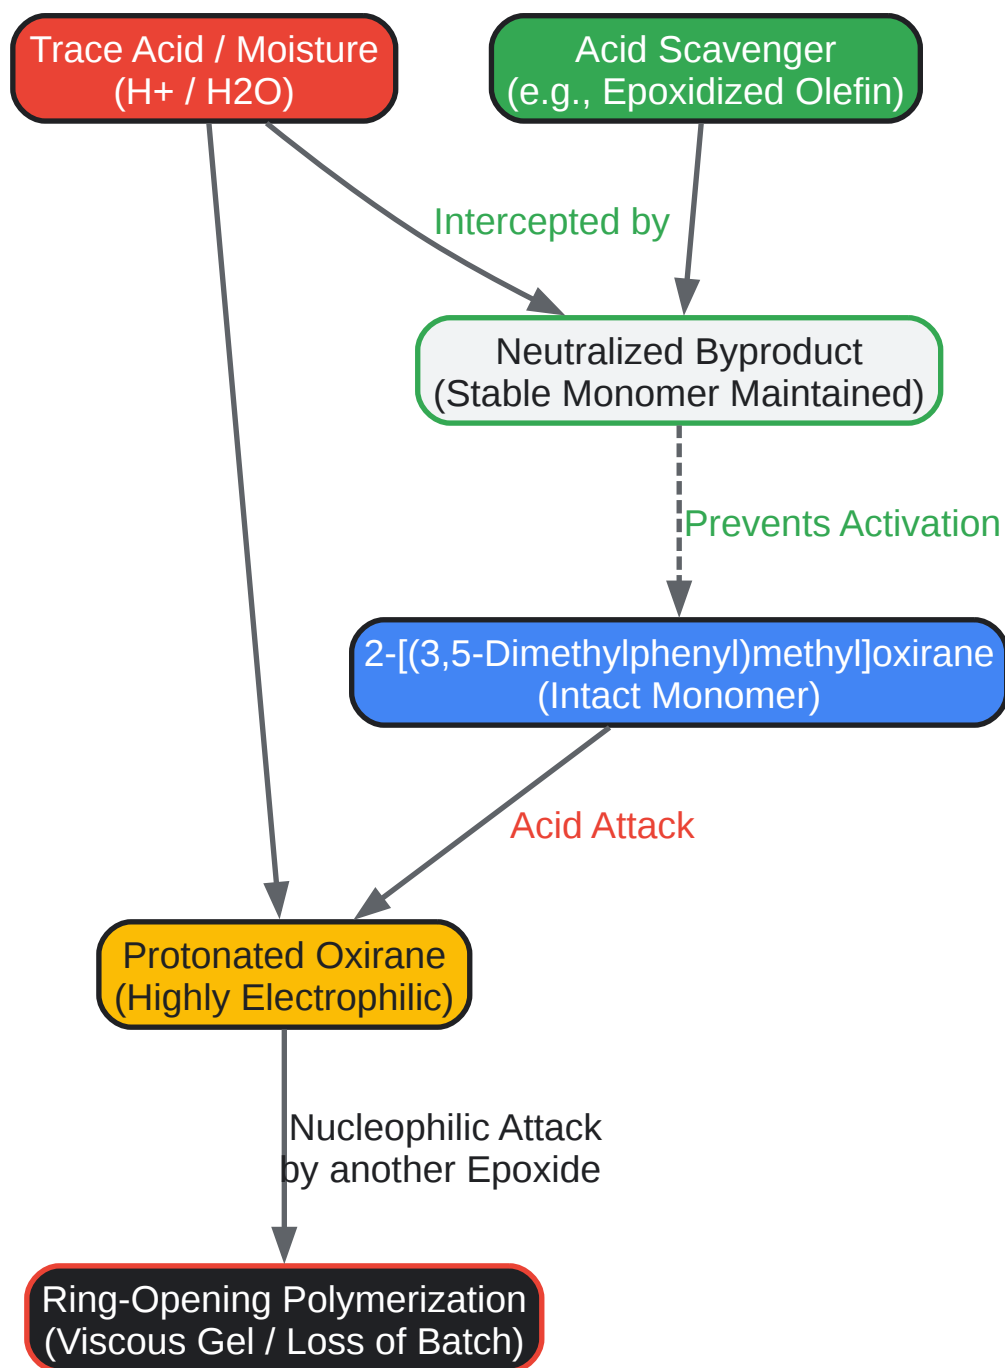 Trace Acid / Moisture
(H+ / H2O)
Acid Scavenger
(e.g., Epoxidized Olefin)
Intercepted by
Neutralized Byproduct
(Stable Monomer Maintained)
Prevents Activation
2-[(3,5-Dimethylphenyl)methyl]oxirane
(Intact Monomer)
Acid Attack
Protonated Oxirane
(Highly Electrophilic)
Nucleophilic Attack
by another Epoxide
Ring-Opening Polymerization
(Viscous Gel / Loss of Batch)